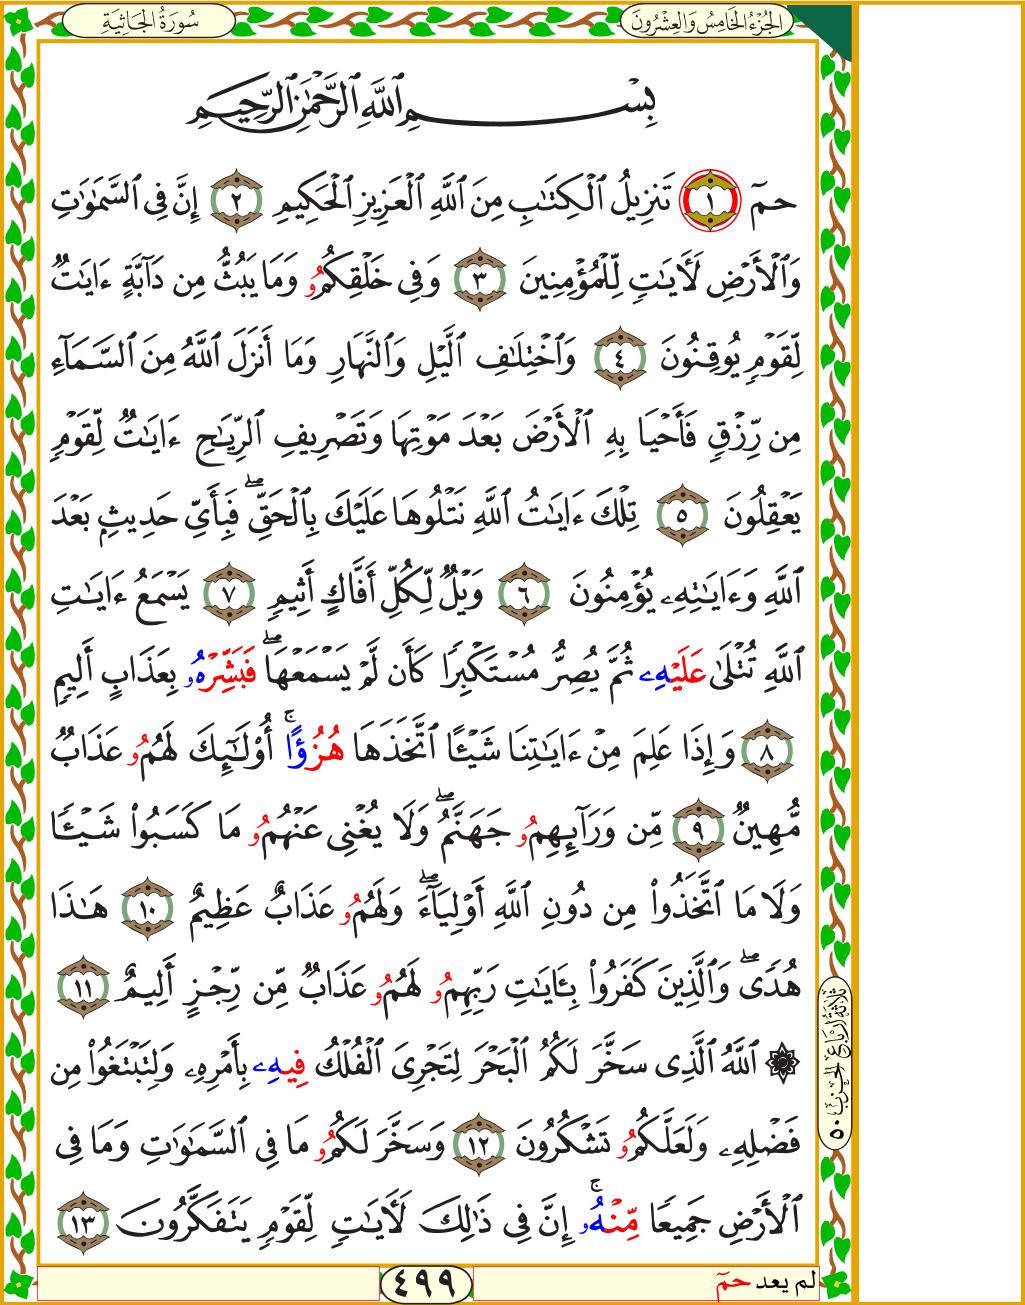 الجُزْءُ الخَامِسُ وَالعِشْرُونَ
سُورَةُ الجَاثِيَةِ
بِسْمِ ٱللَّهِ ٱلرَّحْمَٰنِ ٱلرَّحِيمِ
حمٓ ١ تَنزِيلُ ٱلْكِتَٰبِ مِنَ ٱللَّهِ ٱلْعَزِيزِ ٱلْحَكِيمِ ٢ إِنَّ فِى ٱلسَّمَٰوَٰتِ
وَٱلْأَرْضِ لَأٓيَٰتٍ لِّلْمُؤْمِنِينَ ٣ وَفِى خَلْقِكُمُۥ وَمَا يَبُثُّ مِن دَآبَّةٍ ءَايَٰتٌ
لِّقَوْمٍ يُوقِنُونَ ٤ وَٱخْتِلَٰفِ ٱلَّيْلِ وَٱلنَّهَارِ وَمَا أَنزَلَ ٱللَّهُ مِنَ ٱلسَّمَآءِ
مِن رِّزْقٍ فَأَحْيَا بِهِ ٱلْأَرْضَ بَعْدَ مَوْتِهَا وَتَصْرِيفِ ٱلرِّيَٰحِ ءَايَٰتٌ لِّقَوْمٍ
يَعْقِلُونَ ٥ تِلْكَ ءَايَٰتُ ٱللَّهِ نَتْلُوهَا عَلَيْكَ بِٱلْحَقِّۖ فَبِأَىِّ حَدِيثٍۭ بَعْدَ
ٱللَّهِ وَءَايَٰتِهِۦ يُؤْمِنُونَ ٦ وَيْلٌ لِّكُلِّ أَفَّاكٍ أَثِيمٍ ٧ يَسْمَعُ ءَايَٰتِ
ٱللَّهِ تُتْلَىٰ عَلَيْهِۦ ثُمَّ يُصِرُّ مُسْتَكْبِرًا كَأَن لَّمْ يَسْمَعْهَاۖ فَبَشِّرْهُۥ بِعَذَابٍ أَلِيمٍ
٨ وَإِذَا عَلِمَ مِنْ ءَايَٰتِنَا شَيْـًٔا ٱتَّخَذَهَا هُزُؤًاۚ أُوْلَٰٓئِكَ لَهُمُۥ عَذَابٌ
مُّهِينٌ ٩ مِّن وَرَآئِهِمُۥ جَهَنَّمُۖ وَلَا يُغْنِى عَنْهُمُۥ مَا كَسَبُوا۟ شَيْـًٔا
وَلَا مَا ٱتَّخَذُوا۟ مِن دُونِ ٱللَّهِ أَوْلِيَآءَۖ وَلَهُمُۥ عَذَابٌ عَظِيمٌ ١٠ هَٰذَا
هُدًىۖ وَٱلَّذِينَ كَفَرُوا۟ بِـَٔايَٰتِ رَبِّهِمُۥ لَهُمُۥ عَذَابٌ مِّن رِّجْزٍ أَلِيمٌ ١١
۞ ٱللَّهُ ٱلَّذِى سَخَّرَ لَكُمُ ٱلْبَحْرَ لِتَجْرِىَ ٱلْفُلْكُ فِيهِۦ بِأَمْرِهِۦ وَلِتَبْتَغُوا۟ مِن
فَضْلِهِۦ وَلَعَلَّكُمُۥ تَشْكُرُونَ ١٢ وَسَخَّرَ لَكُمُۥ مَا فِى ٱلسَّمَٰوَٰتِ وَمَا فِى
ٱلْأَرْضِ جَمِيعًا مِّنْهُۥۚ إِنَّ فِى ذَٰلِكَ لَأٓيَٰتٍ لِّقَوْمٍ يَتَفَكَّرُونَ ١٣
ثلاثة ارباع الحزب ٥٠
لم يعد حمٓ
٤٩٩